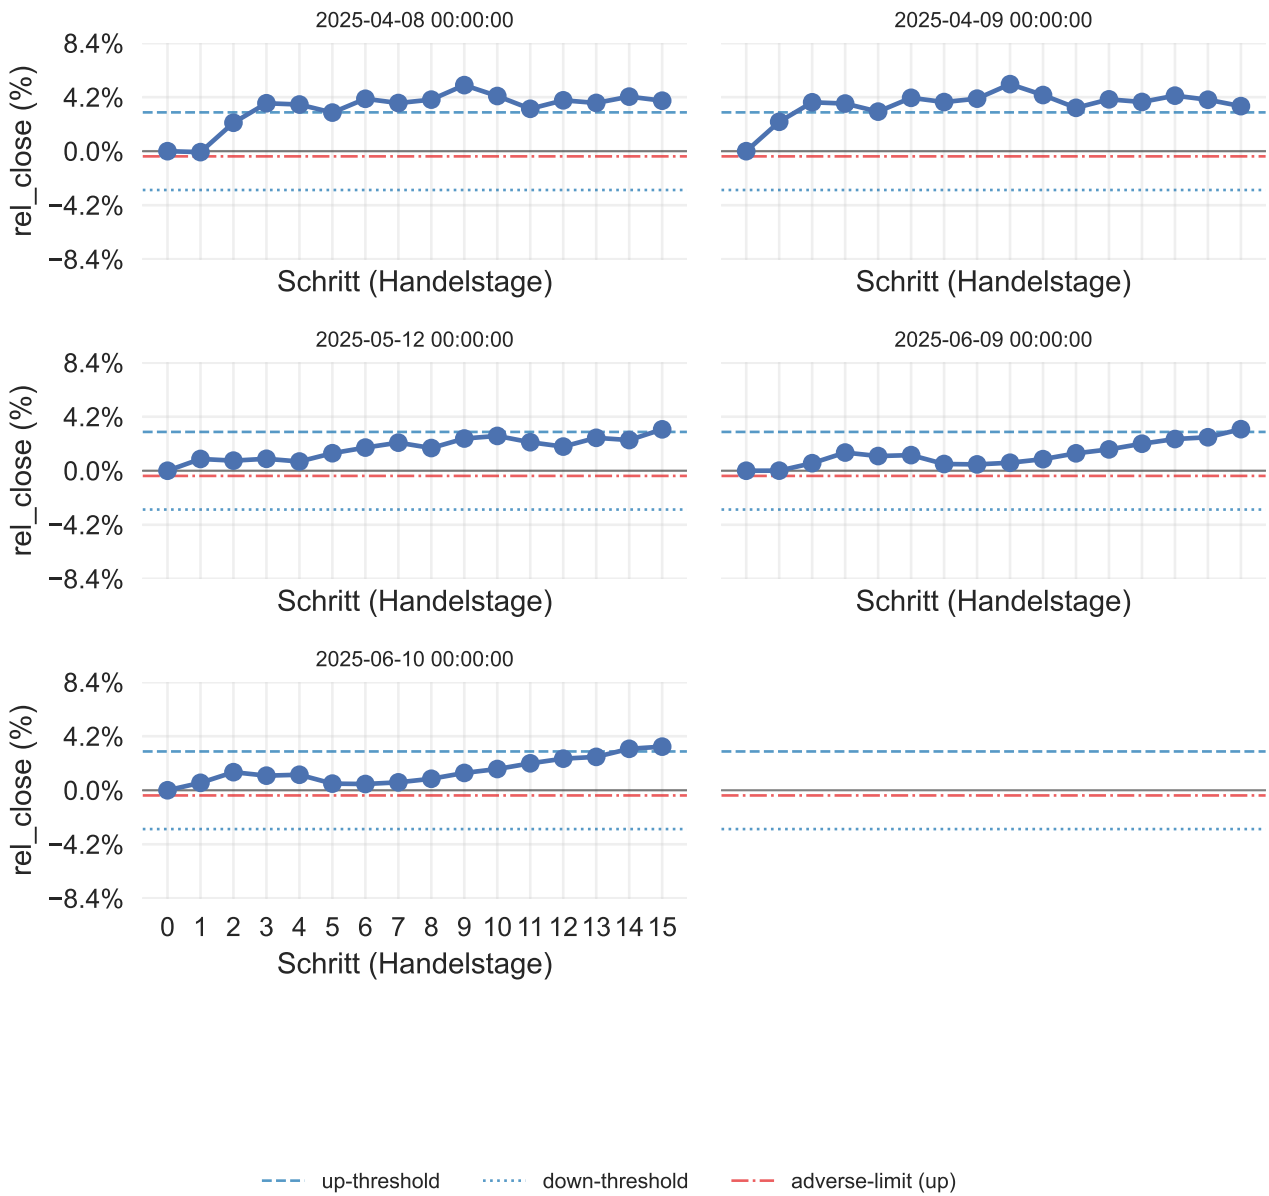 2025-04-08 00:00:00
8.4%
4.2%
0.0%
−4.2%
−8.4%
rel_close (%)
Schritt (Handelstage)
2025-04-09 00:00:00
Schritt (Handelstage)
2025-05-12 00:00:00
8.4%
4.2%
0.0%
−4.2%
−8.4%
rel_close (%)
Schritt (Handelstage)
2025-06-09 00:00:00
Schritt (Handelstage)
2025-06-10 00:00:00
8.4%
4.2%
0.0%
−4.2%
−8.4%
rel_close (%)
0 1 2 3 4 5 6 7 8 9 10 11 12 13 14 15
Schritt (Handelstage)
up-threshold down-threshold adverse-limit (up)